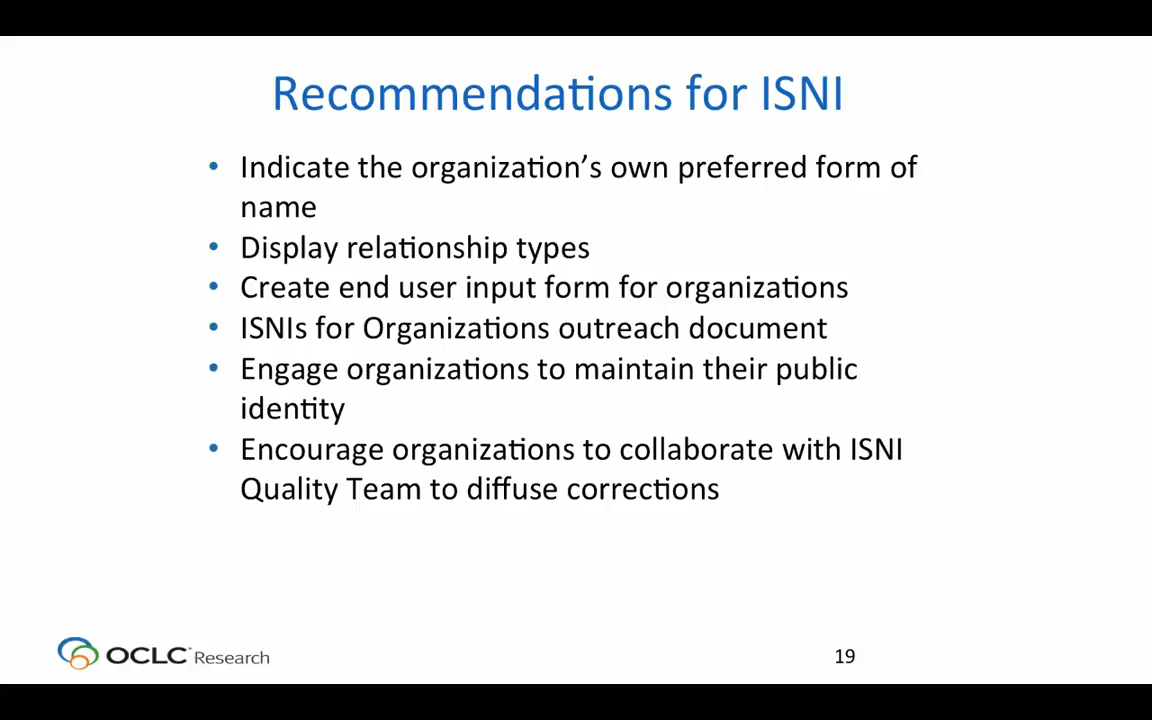 Recommendations for ISNI
• Indicate the organization’s own preferred form of
name
• Display relationship types
• Create end user input form for organizations
• ISNIs for Organizations outreach document
• Engage organizations to maintain their public
identity
• Encourage organizations to collaborate with ISNI
Quality Team to diffuse corrections
OCLC Research
19